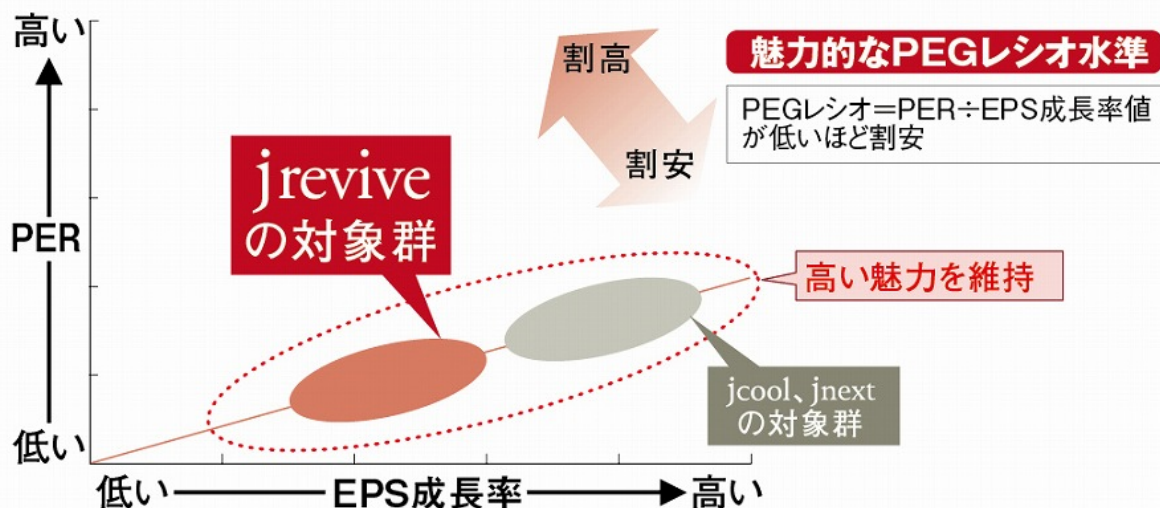 高い
割高
魅力的なPEGレシオ水準
PEGレシオ=PER÷EPS成長率値
が低いほど割安
割安
jrevive
の対象群
PER
高い魅力を維持
jcool、jnext
の対象群
低い
低い
EPS成長率
高い